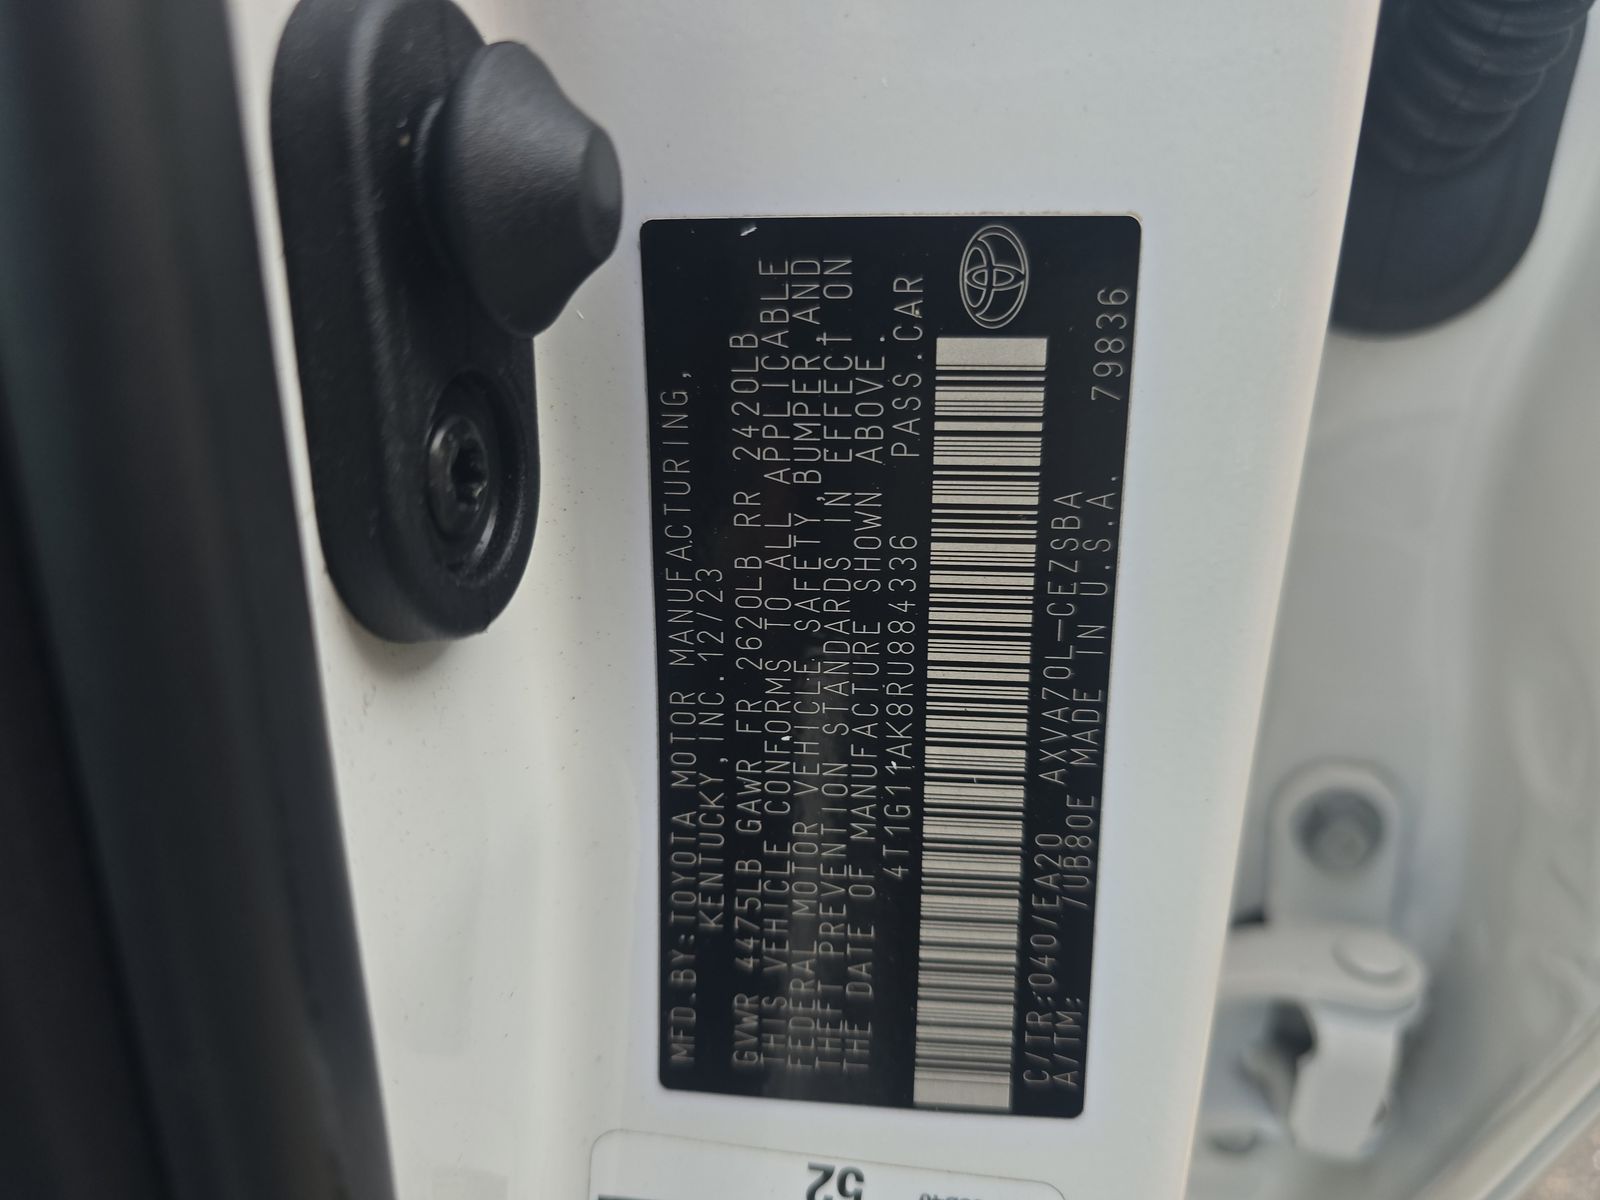 MFD.BY:TOYOTA MOTOR MANUFACTURING,
KENTUCKY, INC. 12/23
GVWR 4475LB GAWR FR 2620LB RR 2420LB
THIS VEHICLE CONFORMS TO ALL APPLICABLE
FEDERAL MOTOR VEHICLE SAFETY, BUMPER, AND
THEFT PREVENTION STANDARDS IN EFFECT ON
THE DATE OF MANUFACTURE SHOWN ABOVE.
4T1G11AK8RU884336 PASS.CAR
C/TR:040/EA20 AXVA70L-CEZSBA
A/TM: /UB80E MADE IN U.S.A.
79836
52